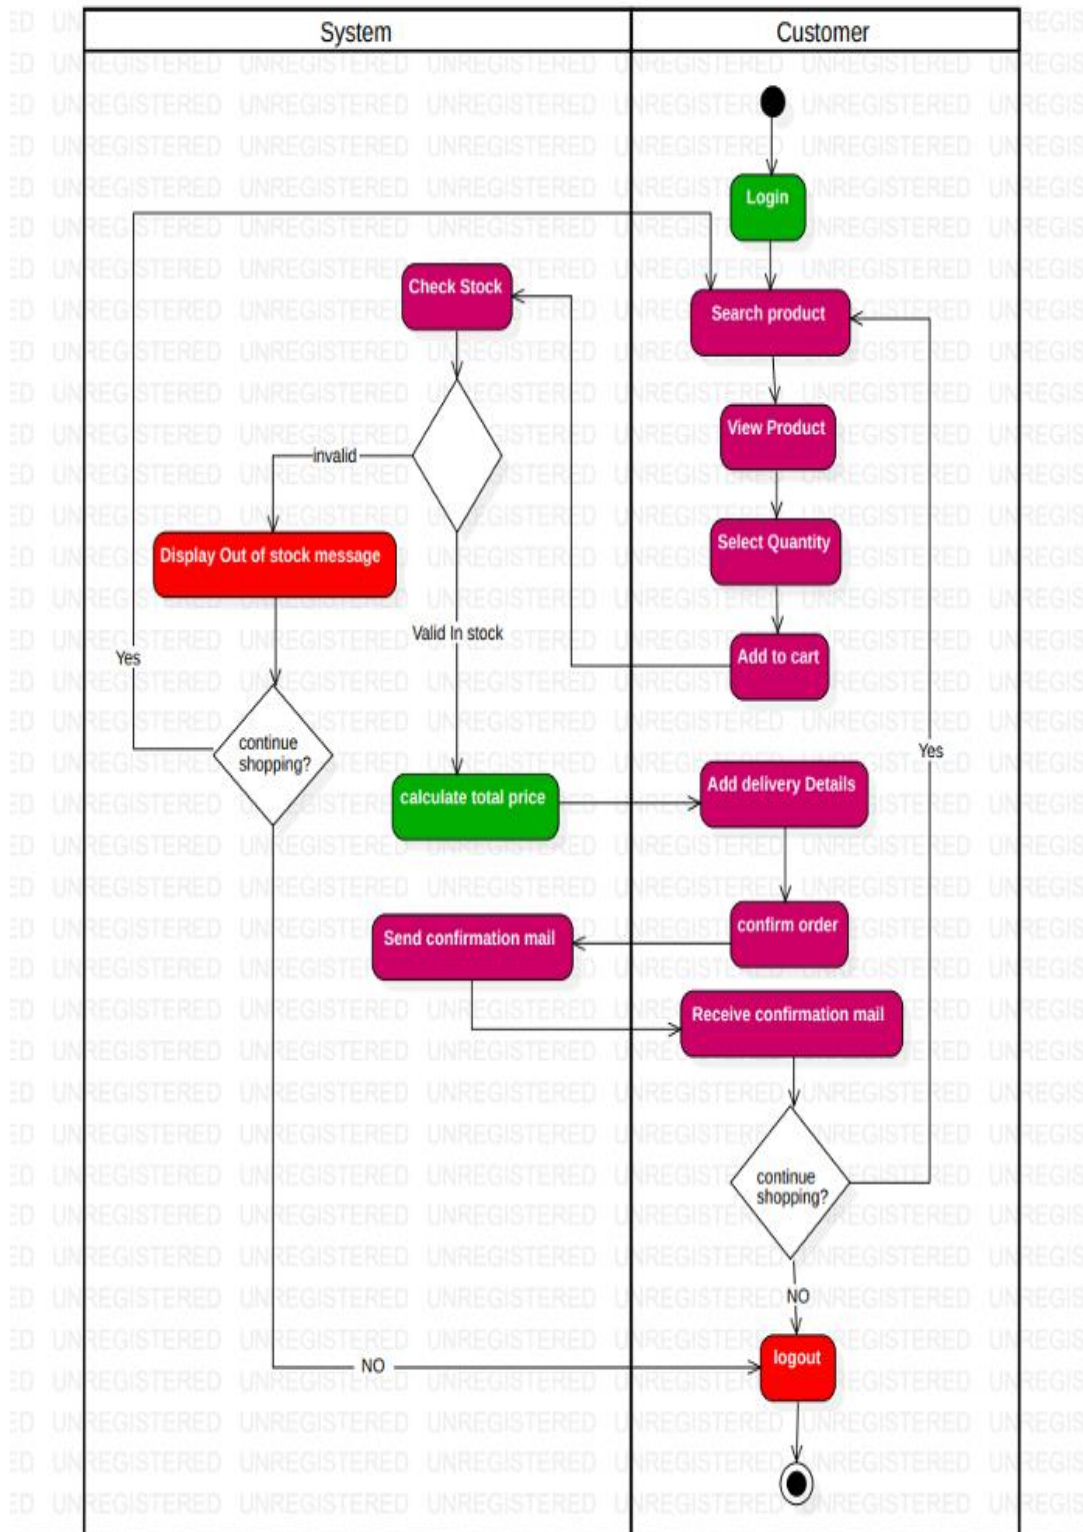 System
Customer
Login
Check Stock
Search product
View Product
invalid
Select Quantity
Display Out of stock message
Valid In stock
Yes
Add to cart
continue
shopping?
Yes
calculate total price
Add delivery Details
Send confirmation mail
confirm order
Receive confirmation mail
continue
shopping?
NO
logout
NO
UNREGISTERED